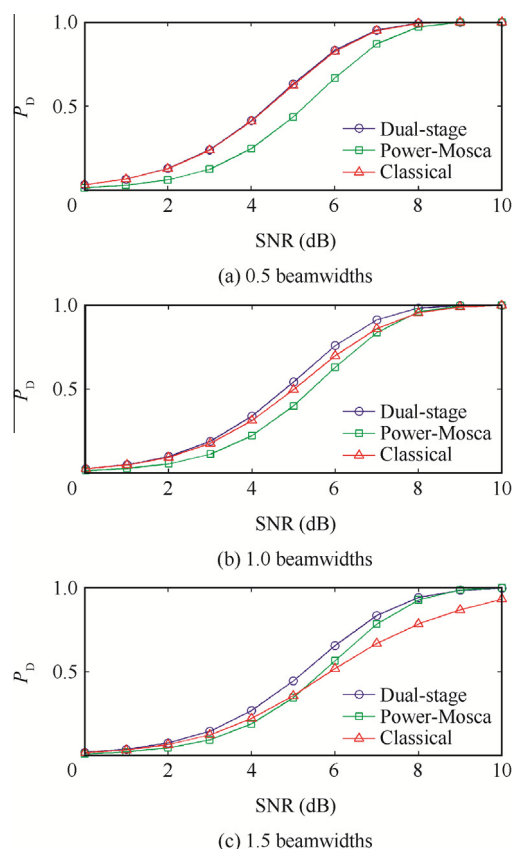 1.0
0.5
P_D
Dual-stage
Power-Mosca
Classical
0 2 4 6 8 10
SNR (dB)
(a) 0.5 beamwidths
1.0
0.5
P_D
Dual-stage
Power-Mosca
Classical
0 2 4 6 8 10
SNR (dB)
(b) 1.0 beamwidths
1.0
0.5
P_D
Dual-stage
Power-Mosca
Classical
0 2 4 6 8 10
SNR (dB)
(c) 1.5 beamwidths